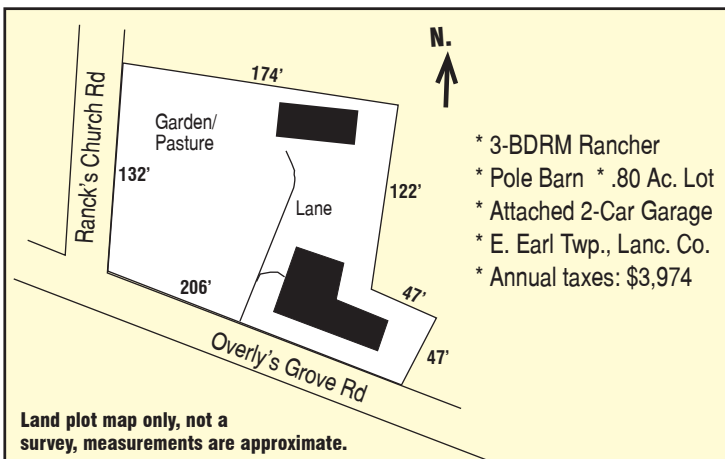 N.
174'
Garden/
Pasture
Ranck's Church Rd
132'
Lane
122'
206'
47'
47'
Overly's Grove Rd
* 3-BDRM Rancher
* Pole Barn * .80 Ac. Lot
* Attached 2-Car Garage
* E. Earl Twp., Lanc. Co.
* Annual taxes: $3,974
Land plot map only, not a
survey, measurements are approximate.